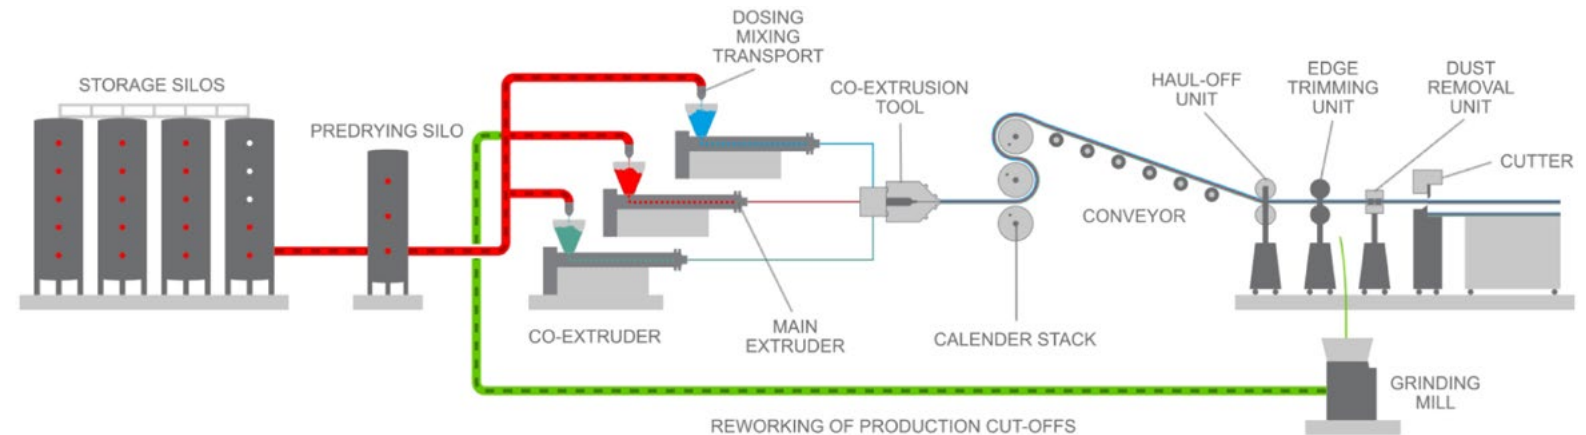 DOSING
MIXING
TRANSPORT
STORAGE SILOS
PREDRYING SILO
CO-EXTRUSION
TOOL
HAUL-OFF
UNIT
EDGE
TRIMMING
UNIT
DUST
REMOVAL
UNIT
CUTTER
CONVEYOR
CO-EXTRUDER
MAIN
EXTRUDER
CALENDER STACK
GRINDING
MILL
REWORKING OF PRODUCTION CUT-OFFS